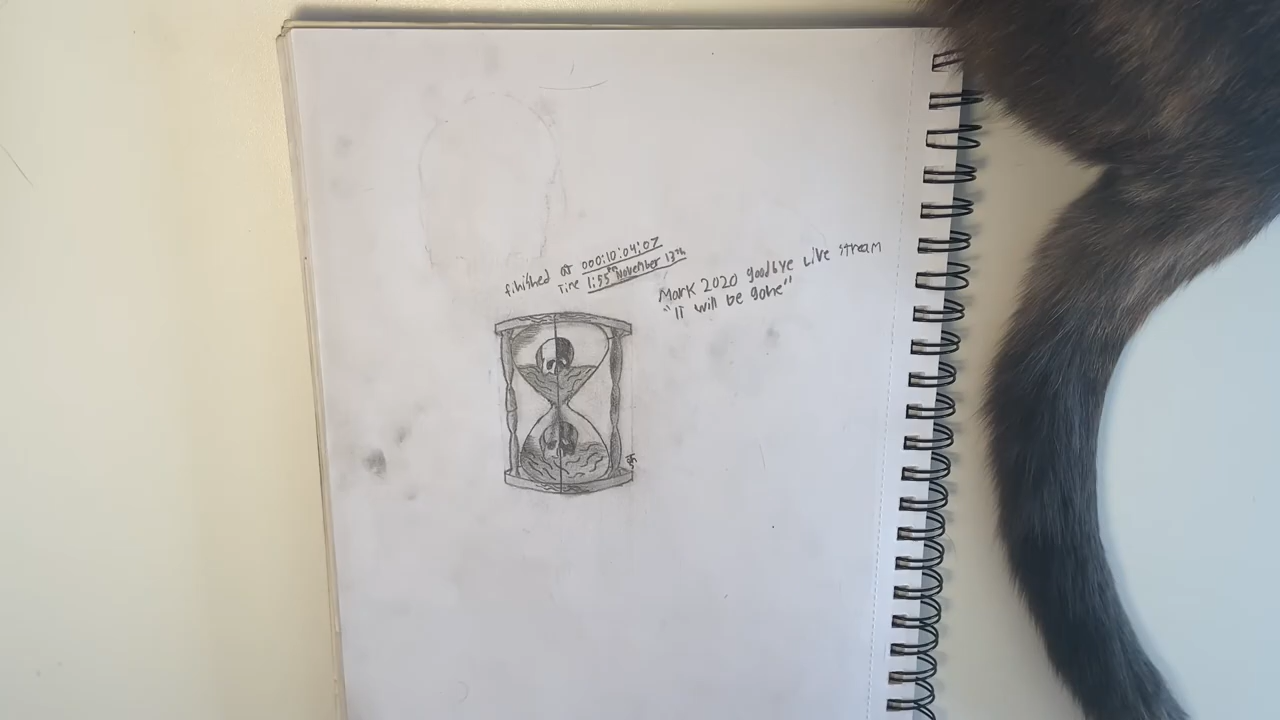 finished at 000:10:04:07
Time 1:55 November 13th
Mark 2020 goodbye live stream
"IT will be gone"